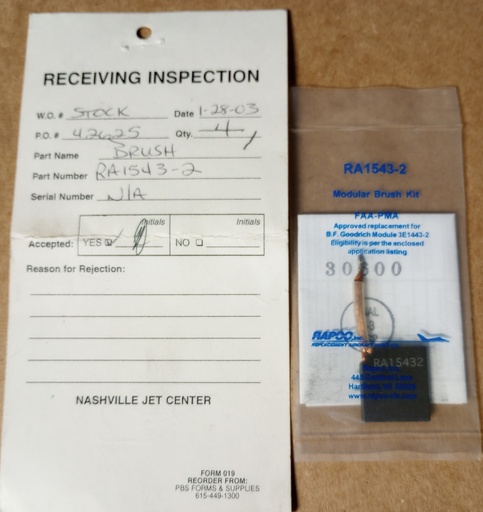 RECEIVING INSPECTION
W.O. # STOCK Date 1-28-03
P.O. # 42625 Qty. 4
Part Name BRUSH
Part Number RA1543-2
Serial Number N/A
Initials Initials
Accepted: YES NO
Reason for Rejection:
NASHVILLE JET CENTER
FORM 019
REORDER FROM:
PBS FORMS & SUPPLIES
615-449-1300
RA1543-2
Modular Brush Kit
FAA-PMA
Approved replacement for
B.F. Goodrich Module 3E1443-2
Eligibility is per the enclosed
application listing
30300
RAPCO, INC.
RA15432